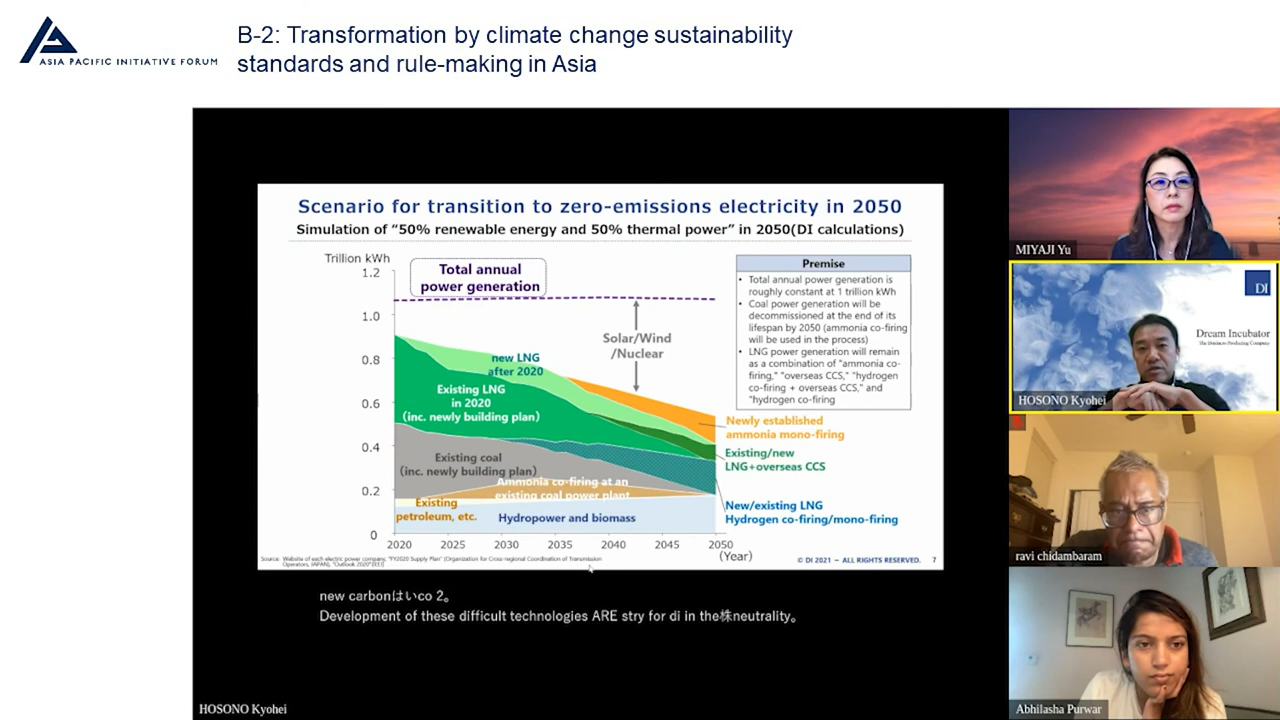 ASIA PACIFIC INITIATIVE FORUM
B-2: Transformation by climate change sustainability
standards and rule-making in Asia
Scenario for transition to zero-emissions electricity in 2050
Simulation of “50% renewable energy and 50% thermal power” in 2050(DI calculations)
Trillion kWh
1.2
1.0
0.8
0.6
0.4
0.2
0
Total annual
power generation
Solar/Wind
/Nuclear
new LNG
after 2020
Existing LNG
in 2020
(inc. newly building plan)
Existing coal
(inc. newly building plan)
Ammonia co-firing at an
existing coal power plant
Existing
petroleum, etc.
Hydropower and biomass
2020 2025 2030 2035 2040 2045 2050
(Year)
Premise
• Total annual power generation is
roughly constant at 1 trillion kWh
• Coal power generation will be
decommissioned at the end of its
lifespan by 2050 (ammonia co-firing
will be used in the process)
• LNG power generation will remain
as a combination of "ammonia co-
firing," "overseas CCS," "hydrogen
co-firing + overseas CCS," and
"hydrogen co-firing
Newly established
ammonia mono-firing
Existing/new
LNG+overseas CCS
New/existing LNG
Hydrogen co-firing/mono-firing
Source: Website of each electric power company, "FY2020 Supply Plan" (Organization for Cross-regional Coordination of Transmission
Operators, JAPAN), "Outlook 2020"
© DI 2021 – ALL RIGHTS RESERVED. 7
new carbonはいco 2。
Development of these difficult technologies ARE stry for di in the株neutrality。
HOSONO Kyohei
MIYAJI Yu
DI
Dream Incubator
The Business Producing Company
HOSONO Kyohei
ravi chidambaram
Abhilasha Purwar